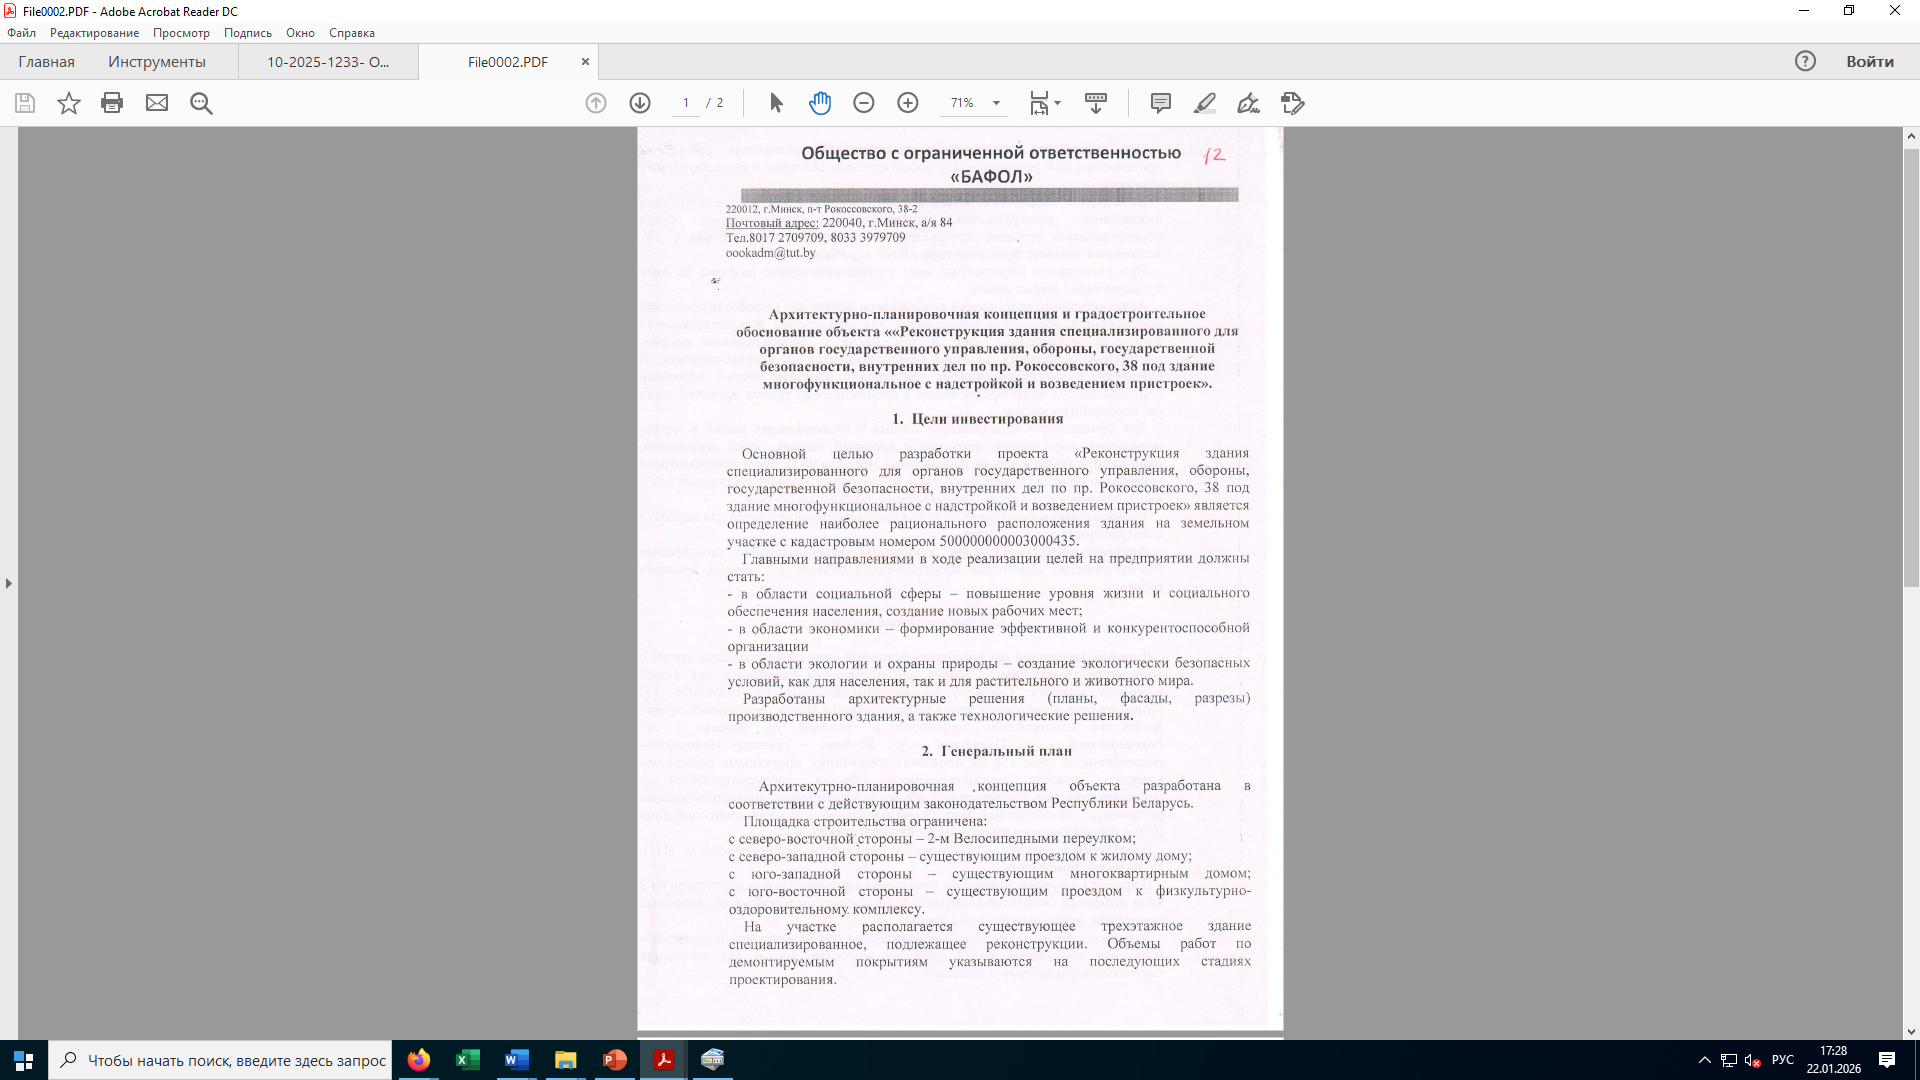 File0002.PDF - Adobe Acrobat Reader DC
Файл Редактирование Просмотр Подпись Окно Справка
Главная Инструменты 10-2025-1233- О... File0002.PDF Войти
1 / 2 71%
Общество с ограниченной ответственностью 12
«БАФОЛ»
220012, г.Минск, п-т Рокоссовского, 38-2
Почтовый адрес: 220040, г.Минск, а/я 84
Тел.8017 2709709, 8033 3979709
oookadm@tut.by
Архитектурно-планировочная концепция и градостроительное
обоснование объекта ««Реконструкция здания специализированного для
органов государственного управления, обороны, государственной
безопасности, внутренних дел по пр. Рокоссовского, 38 под здание
многофункциональное с надстройкой и возведением пристроек».
1. Цели инвестирования
Основной целью разработки проекта «Реконструкция здания
специализированного для органов государственного управления, обороны,
государственной безопасности, внутренних дел по пр. Рокоссовского, 38 под
здание многофункциональное с надстройкой и возведением пристроек» является
определение наиболее рационального расположения здания на земельном
участке с кадастровым номером 500000000003000435.
Главными направлениями в ходе реализации целей на предприятии должны
стать:
- в области социальной сферы – повышение уровня жизни и социального
обеспечения населения, создание новых рабочих мест;
- в области экономики – формирование эффективной и конкурентоспособной
организации
- в области экологии и охраны природы – создание экологически безопасных
условий, как для населения, так и для растительного и животного мира.
Разработаны архитектурные решения (планы, фасады, разрезы)
производственного здания, а также технологические решения.
2. Генеральный план
Архитекутрно-планировочная концепция объекта разработана в
соответствии с действующим законодательством Республики Беларусь.
Площадка строительства ограничена:
с северо-восточной стороны – 2-м Велосипедными переулком;
с северо-западной стороны – существующим проездом к жилому дому;
с юго-западной стороны – существующим многоквартирным домом;
с юго-восточной стороны – существующим проездом к физкультурно-
оздоровительному комплексу.
На участке располагается существующее трехэтажное здание
специализированное, подлежащее реконструкции. Объемы работ по
демонтируемым покрытиям указываются на последующих стадиях
проектирования.
Чтобы начать поиск, введите здесь запрос
РУС
17:28
22.01.2026